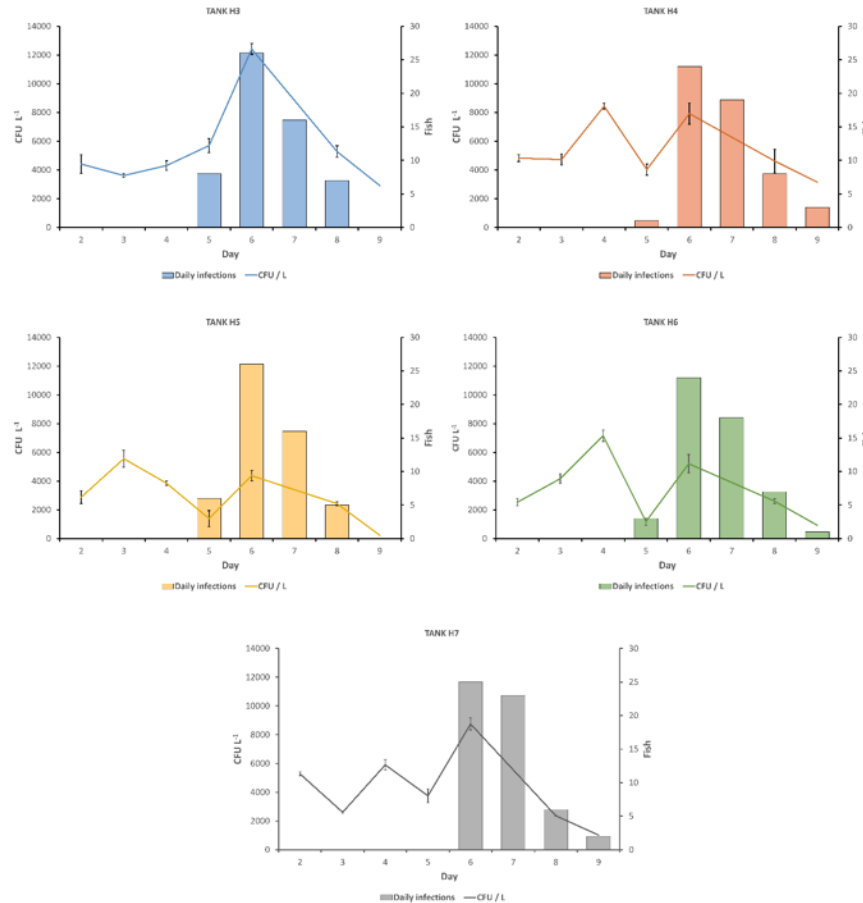 TANK H3
14000 12000 10000 8000 6000 4000 2000 0
CFU L-1
30 25 20 15 10 5 0
Fish
2 3 4 5 6 7 8 9
Day
Daily infections CFU / L
TANK H4
14000 12000 10000 8000 6000 4000 2000 0
CFU L-1
30 25 20 15 10 5 0
2 3 4 5 6 7 8 9
Day
Daily infections CFU / L
TANK H5
14000 12000 10000 8000 6000 4000 2000 0
CFU L-1
30 25 20 15 10 5 0
Fish
2 3 4 5 6 7 8 9
Day
Daily infections CFU / L
TANK H6
14000 12000 10000 8000 6000 4000 2000 0
CFU L-1
30 25 20 15 10 5 0
2 3 4 5 6 7 8 9
Day
Daily infections CFU / L
TANK H7
14000 12000 10000 8000 6000 4000 2000 0
CFU L-1
30 25 20 15 10 5 0
Fish
2 3 4 5 6 7 8 9
Day
Daily infections CFU / L